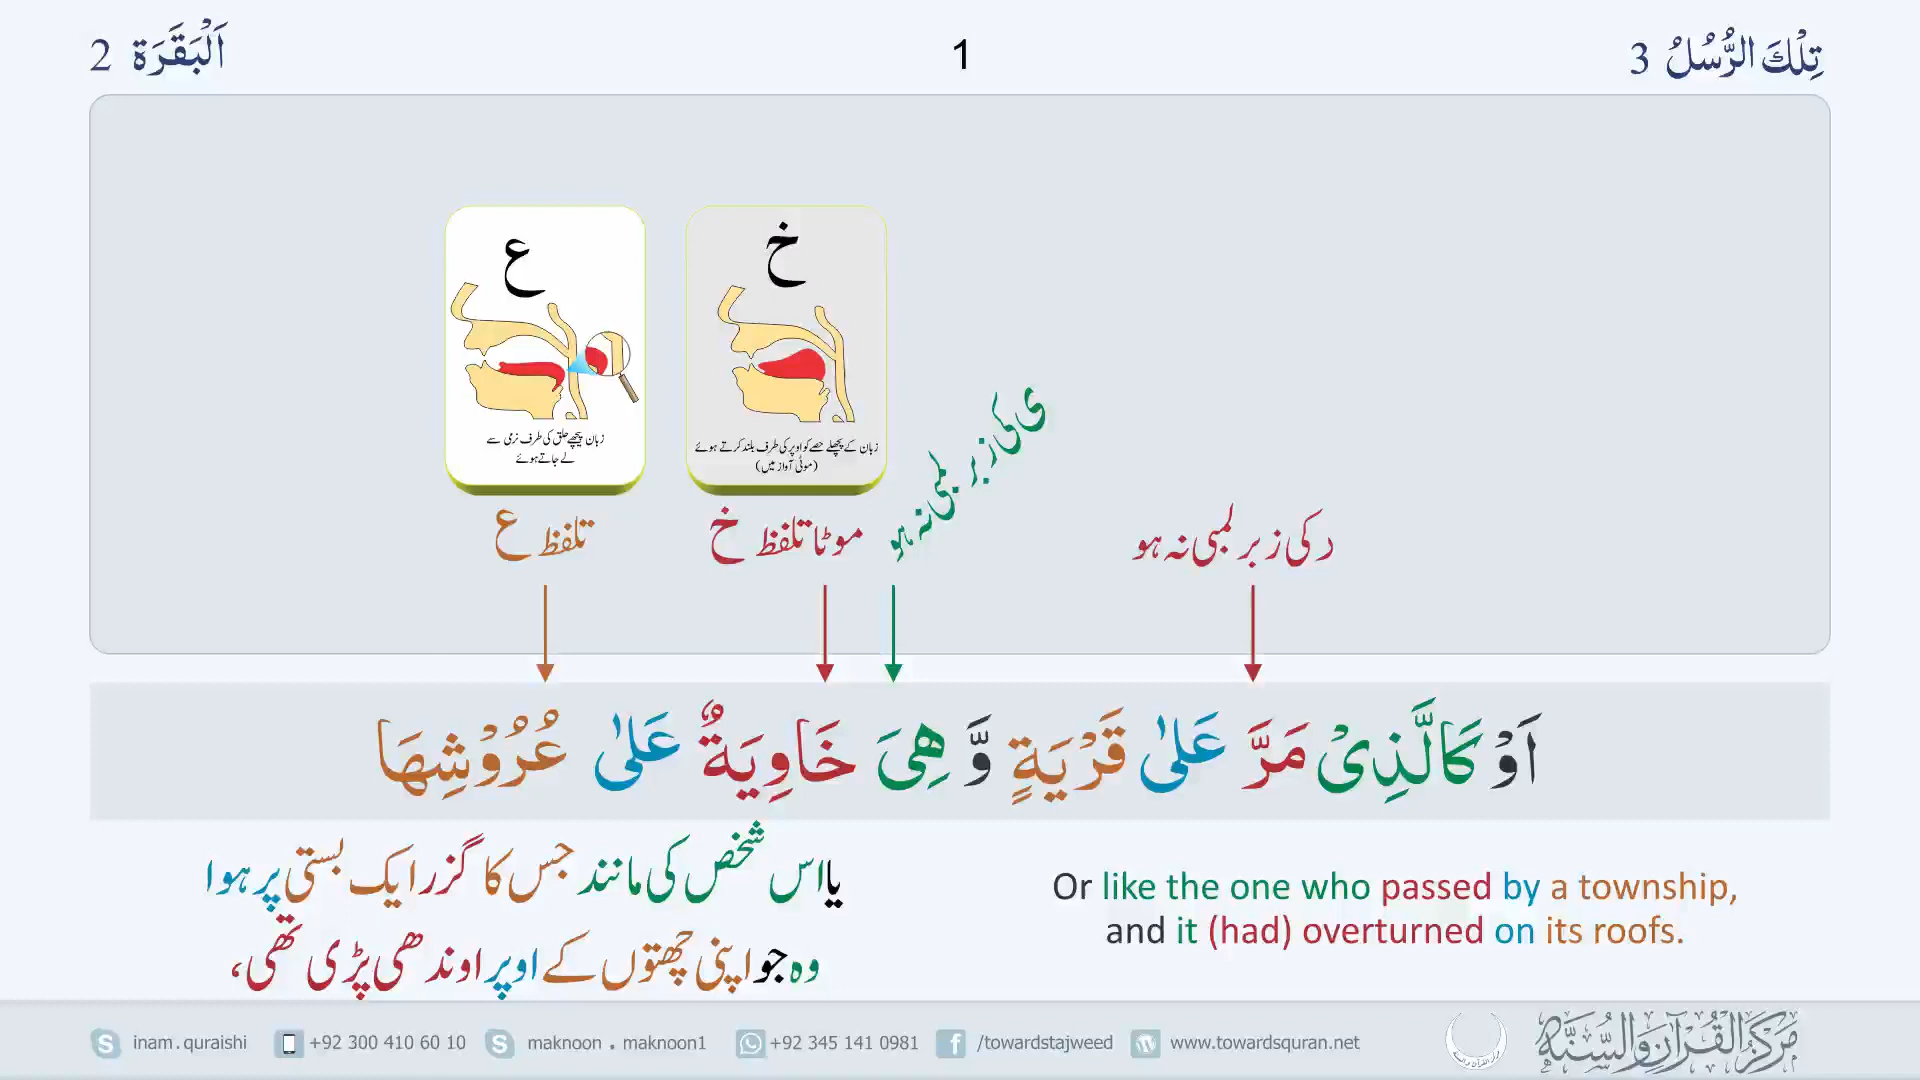 اَلْبَقَرَة 2
1
تِلْكَ الرُّسُلُ 3
ع
زبان پیچھے حلق کی طرف نرمی سے
لے جاتے ہوئے
خ
زبان کے پچھلے حصے کو اوپر کی طرف بلند کرتے ہوئے
(موٹی آواز میں)
تلفظ ع
موٹا تلفظ خ
ی کی زبر لمبی نہ ہو
د کی زبر لمبی نہ ہو
اَوْ كَالَّذِیْ مَرَّ عَلٰی قَرْیَةٍ وَّ هِیَ خَاوِیَةٌ عَلٰی عُرُوْشِهَا
یا اس شخص کی مانند جس کا گزر ایک بستی پر ہوا
وہ جو اپنی چھتوں کے اوپر اوندھی پڑی تھی،
Or like the one who passed by a township,
and it (had) overturned on its roofs.
inam.quraishi
+92 300 410 60 10
maknoon . maknoon1
+92 345 141 0981
/towardstajweed
www.towardsquran.net
مَرْكَزُ الْقُرْآنِ وَالسُّنَّة